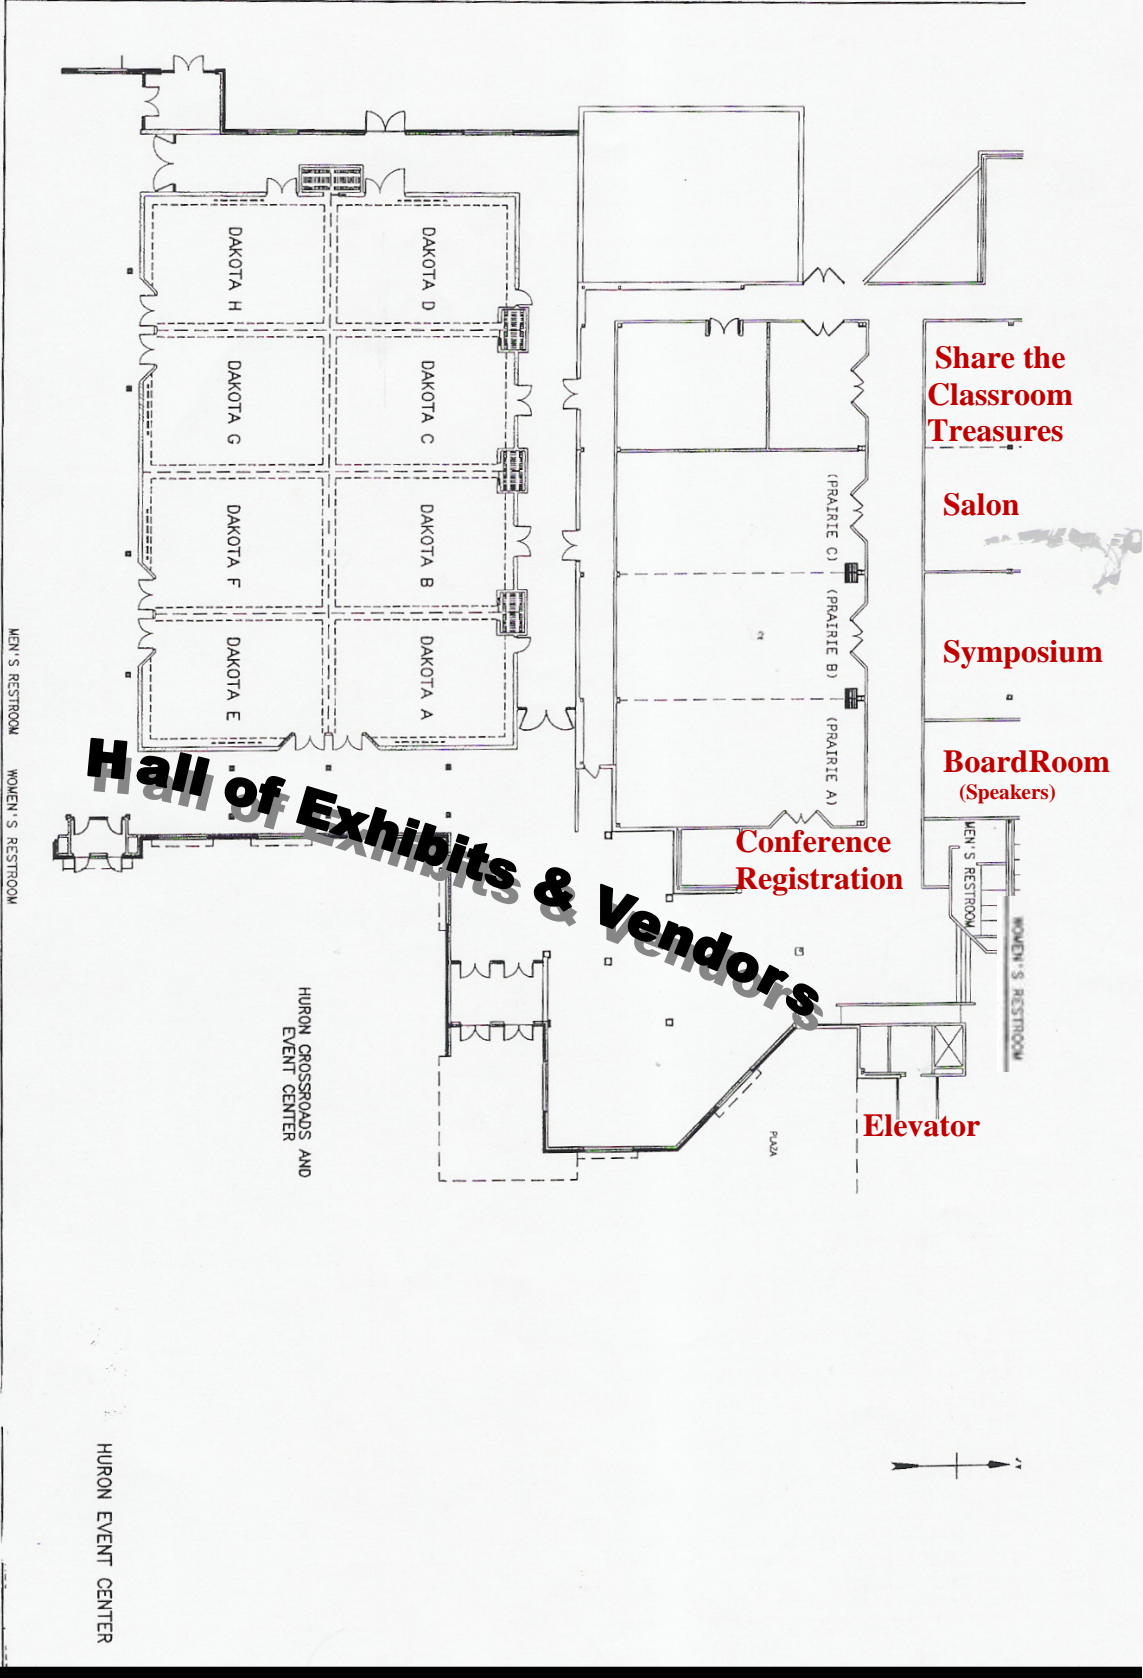 DAKOTA H
DAKOTA D
DAKOTA G
DAKOTA C
DAKOTA F
DAKOTA B
DAKOTA E
DAKOTA A
(PRAIRIE C)
(PRAIRIE B)
(PRAIRIE A)
Share the
Classroom
Treasures
Salon
Symposium
BoardRoom
(Speakers)
MEN'S RESTROOM
WOMEN'S RESTROOM
Hall of Exhibits & Vendors
Conference
Registration
MEN'S RESTROOM
WOMEN'S RESTROOM
HURON CROSSROADS AND
EVENT CENTER
PLAZA
Elevator
HURON EVENT CENTER